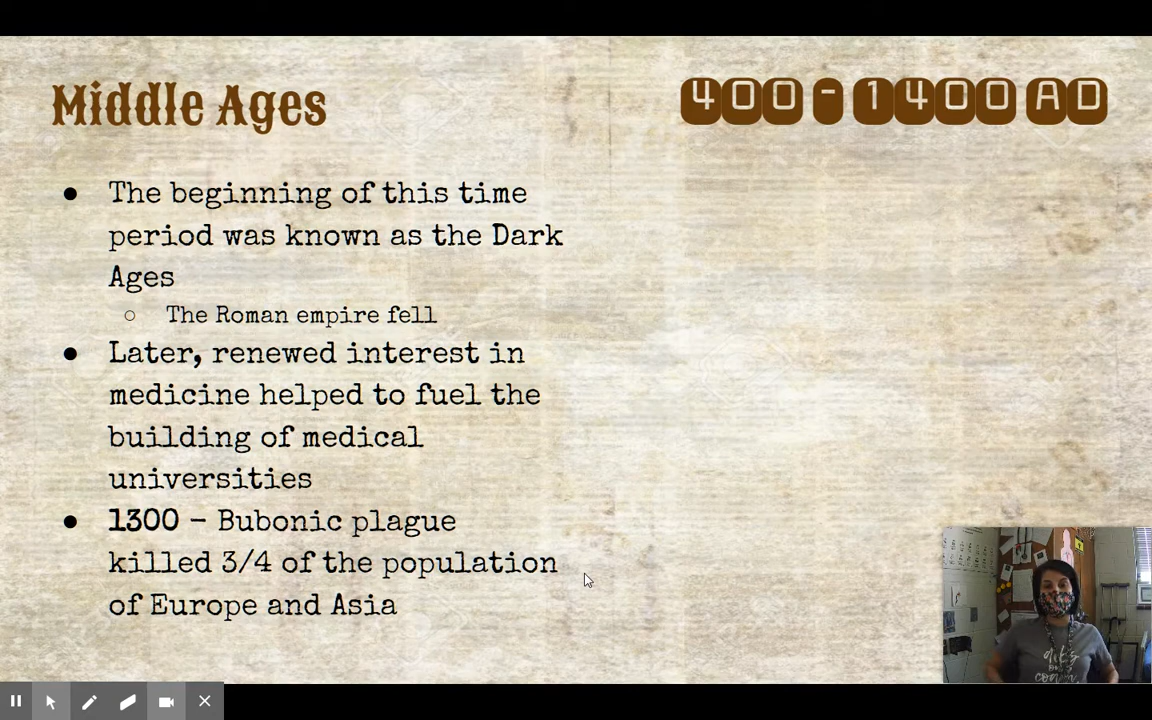 Middle Ages
400 - 1400 AD
● The beginning of this time
period was known as the Dark
Ages
○ The Roman empire fell
● Later, renewed interest in
medicine helped to fuel the
building of medical
universities
● 1300 - Bubonic plague
killed 3/4 of the population
of Europe and Asia